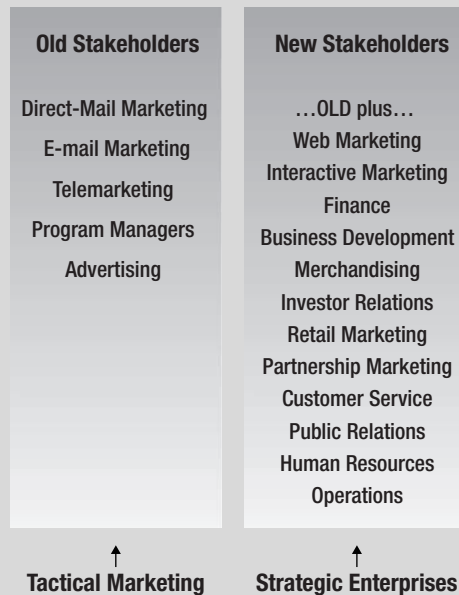 Old Stakeholders
Direct-Mail Marketing
E-mail Marketing
Telemarketing
Program Managers
Advertising
Tactical Marketing
New Stakeholders
…OLD plus…
Web Marketing
Interactive Marketing
Finance
Business Development
Merchandising
Investor Relations
Retail Marketing
Partnership Marketing
Customer Service
Public Relations
Human Resources
Operations
Strategic Enterprises